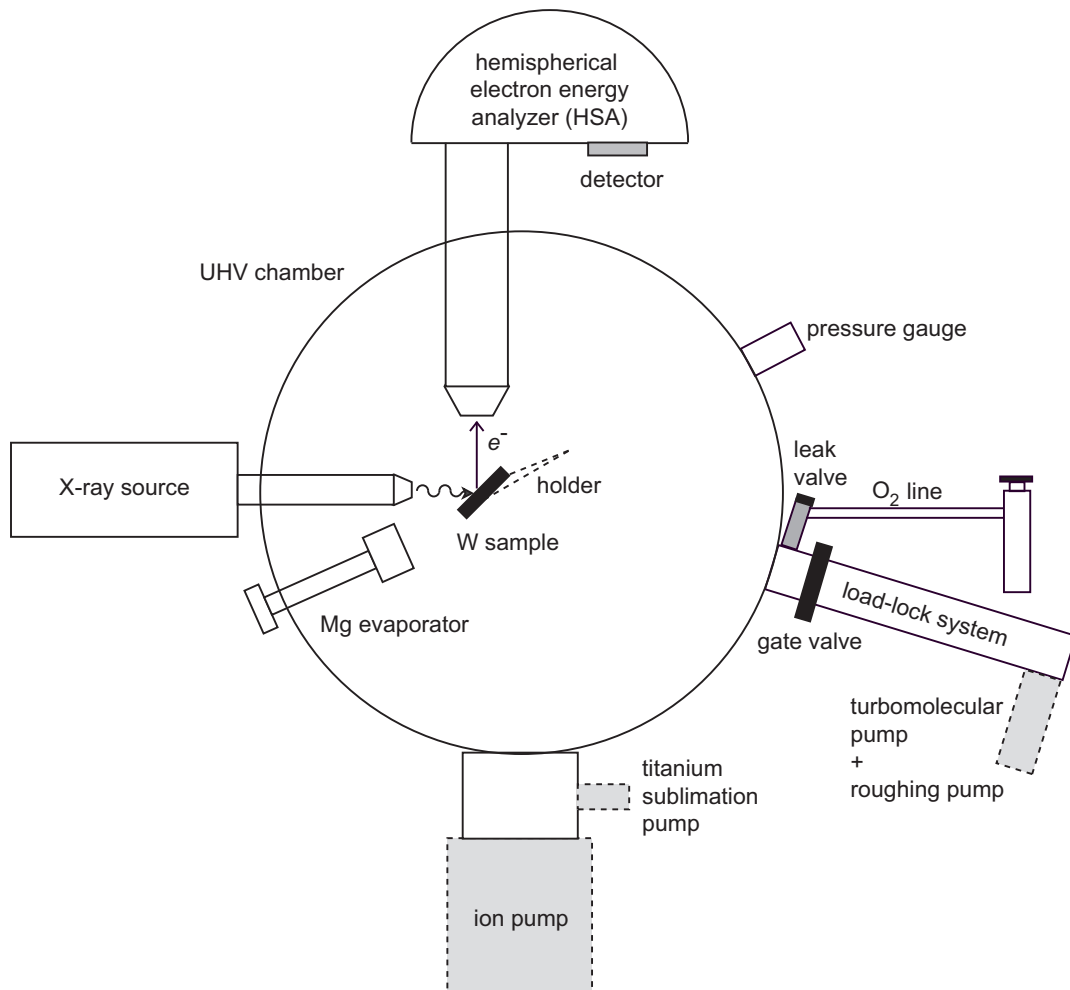 hemispherical
electron energy
analyzer (HSA)
detector
UHV chamber
pressure gauge
leak
valve
O₂ line
X-ray source
e⁻
holder
W sample
load-lock system
Mg evaporator
gate valve
turbomolecular
pump
+
roughing pump
titanium
sublimation
pump
ion pump